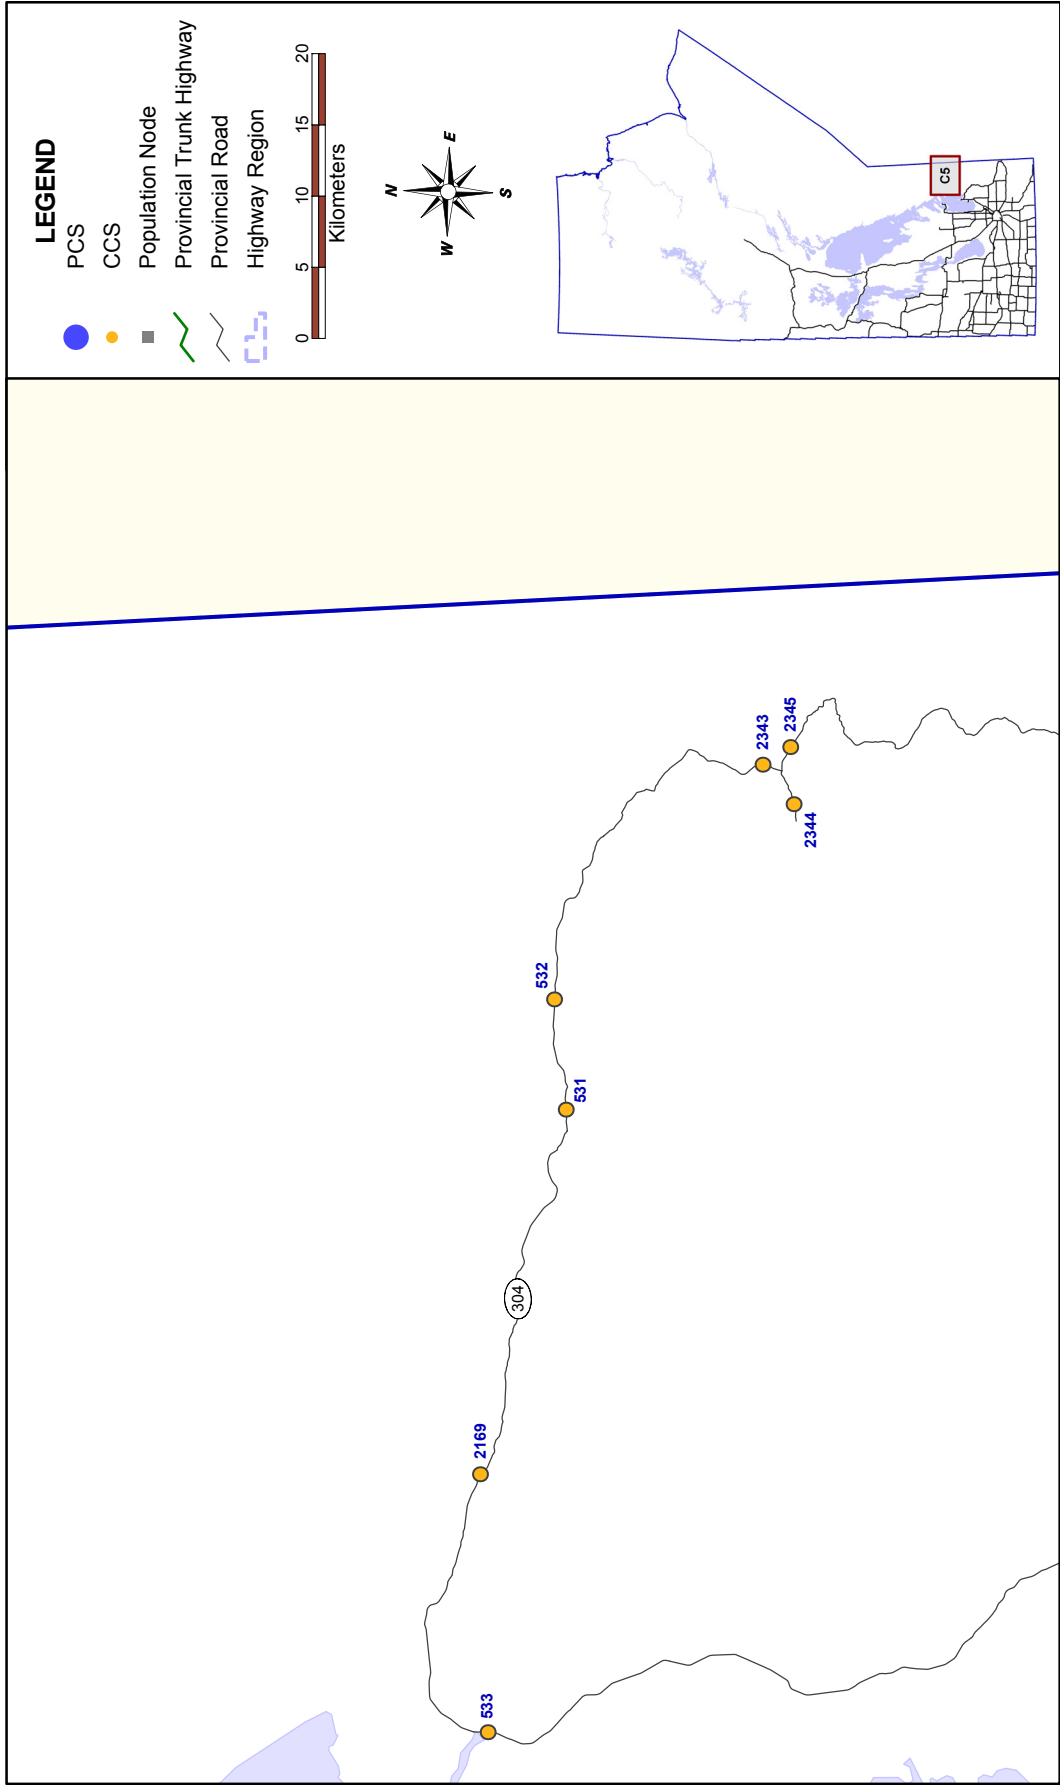 LEGEND
PCS
CCS
Population Node
Provincial Trunk Highway
Provincial Road
Highway Region
0 5 10 15 20
Kilometers
N
W E
S
C5
2343
2345
2344
532
531
304
2169
533